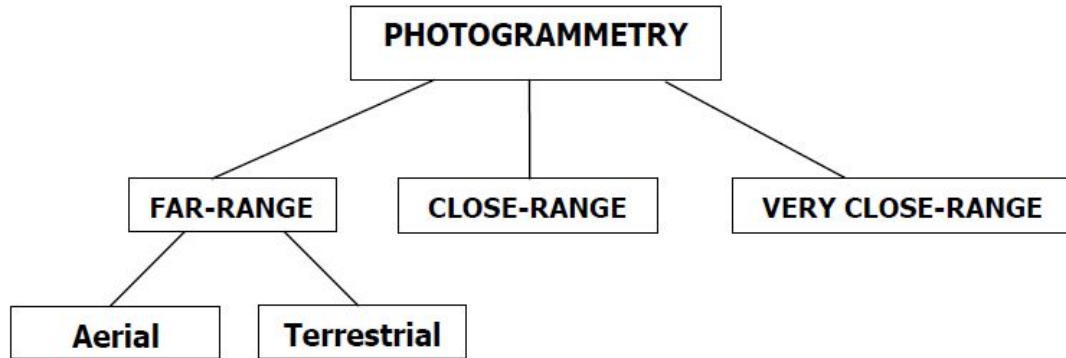 PHOTOGRAMMETRY
FAR-RANGE
CLOSE-RANGE
VERY CLOSE-RANGE
Aerial
Terrestrial